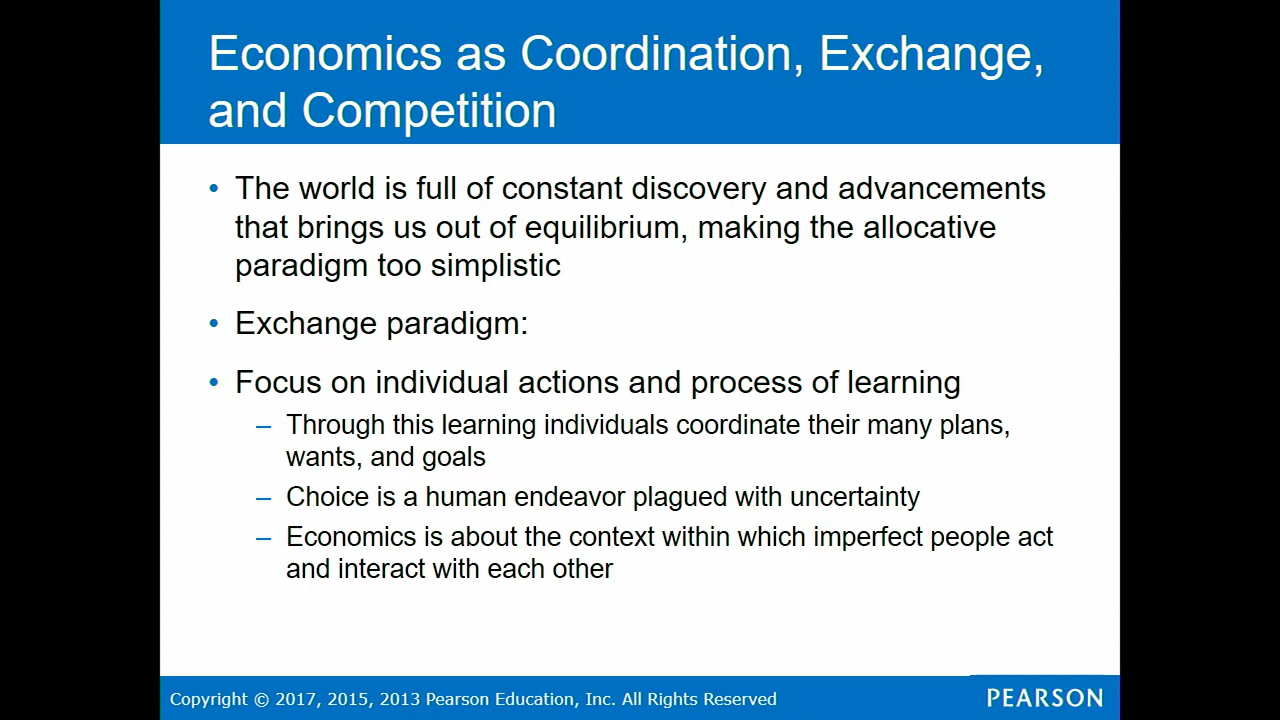 Economics as Coordination, Exchange,
and Competition
• The world is full of constant discovery and advancements
that brings us out of equilibrium, making the allocative
paradigm too simplistic
• Exchange paradigm:
• Focus on individual actions and process of learning
– Through this learning individuals coordinate their many plans,
wants, and goals
– Choice is a human endeavor plagued with uncertainty
– Economics is about the context within which imperfect people act
and interact with each other
Copyright © 2017, 2015, 2013 Pearson Education, Inc. All Rights Reserved
PEARSON